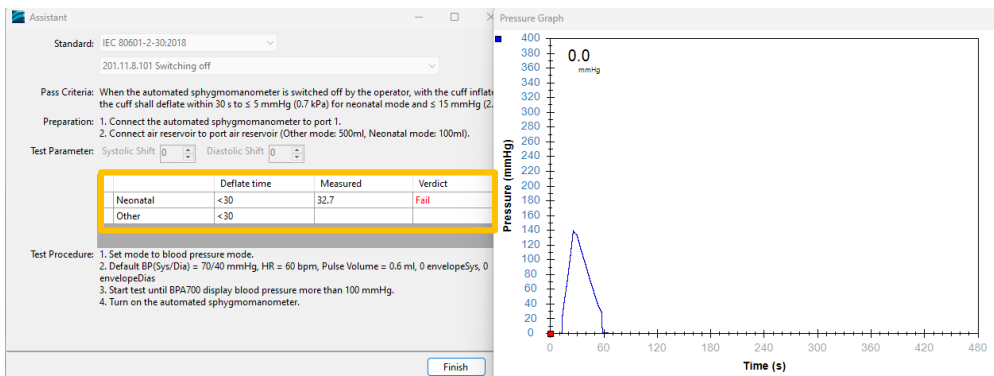 Assistant
Standard: IEC 80601-2-30:2018
201.11.8.101 Switching off
Pass Criteria: When the automated sphygmomanometer is switched off by the operator, with the cuff inflate
the cuff shall deflate within 30 s to ≤ 5 mmHg (0.7 kPa) for neonatal mode and ≤ 15 mmHg (2.
Preparation: 1. Connect the automated sphygmomanometer to port 1.
2. Connect air reservoir to port air reservoir (Other mode: 500ml, Neonatal mode: 100ml).
Test Parameter: Systolic Shift 0 Diastolic Shift 0
Deflate time Measured Verdict
Neonatal <30 32.7 Fail
Other <30
Test Procedure: 1. Set mode to blood pressure mode.
2. Default BP(Sys/Dia) = 70/40 mmHg, HR = 60 bpm, Pulse Volume = 0.6 ml, 0 envelopeSys, 0
envelopeDias
3. Start test until BPA700 display blood pressure more than 100 mmHg.
4. Turn on the automated sphygmomanometer.
Finish
Pressure Graph
0.0
mmHg
Pressure (mmHg)
400
380
360
340
320
300
280
260
240
220
200
180
160
140
120
100
80
60
40
20
0
0 60 120 180 240 300 360 420 480
Time (s)